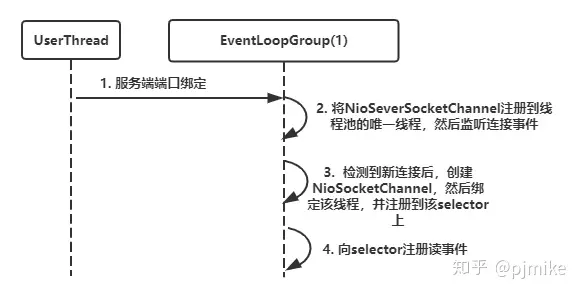 UserThread
EventLoopGroup(1)
1. 服务端端口绑定
2. 将NioSeverSocketChannel注册到线
程池的唯一线程，然后监听连接事件
3. 检测到新连接后，创建
NioSocketChannel，然后绑
定该线程，并注册到该selector
上
4. 向selector注册读事件
知乎 @pjmike